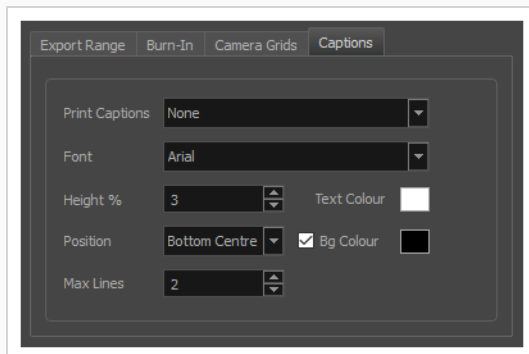 Export Range Burn-In Camera Grids Captions
Print Captions None
Font Arial
Height % 3 Text Colour
Position Bottom Centre Bg Colour
Max Lines 2